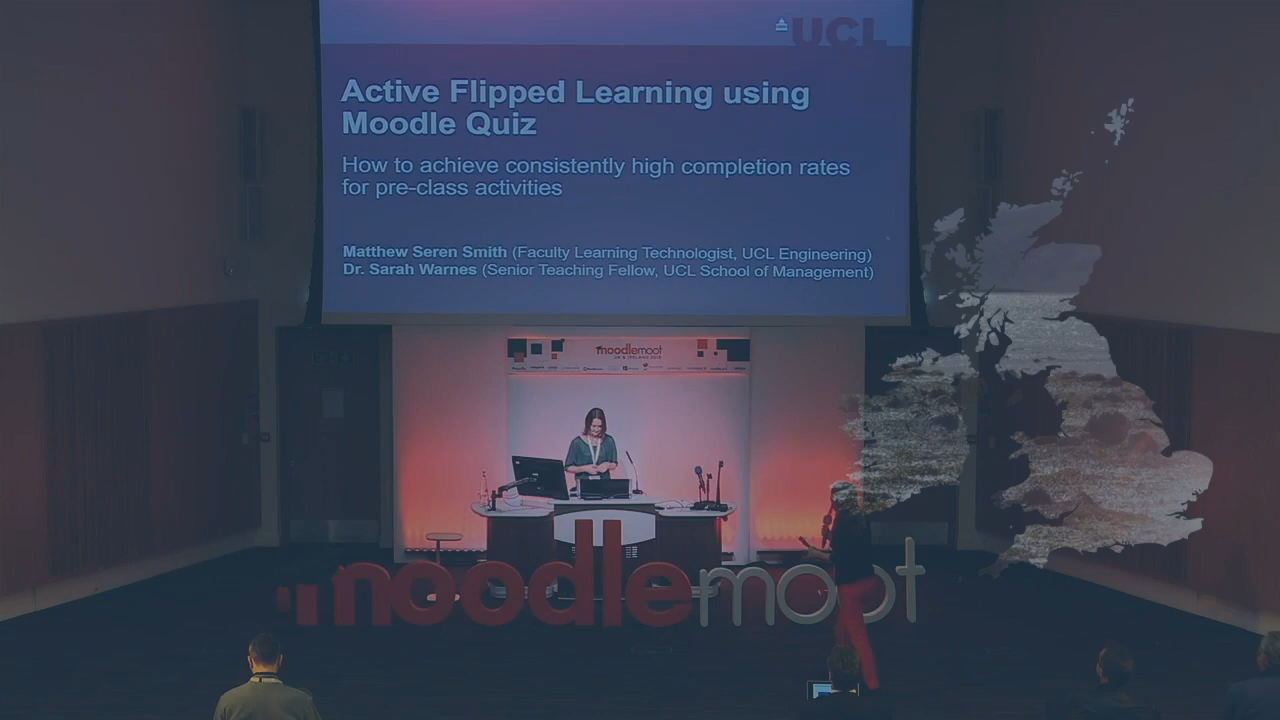 UCL
Active Flipped Learning using
Moodle Quiz
How to achieve consistently high completion rates
for pre-class activities
Matthew Seren Smith (Faculty Learning Technologist, UCL Engineering)
Dr. Sarah Warnes (Senior Teaching Fellow, UCL School of Management)
moodlemoot
moodlemoot